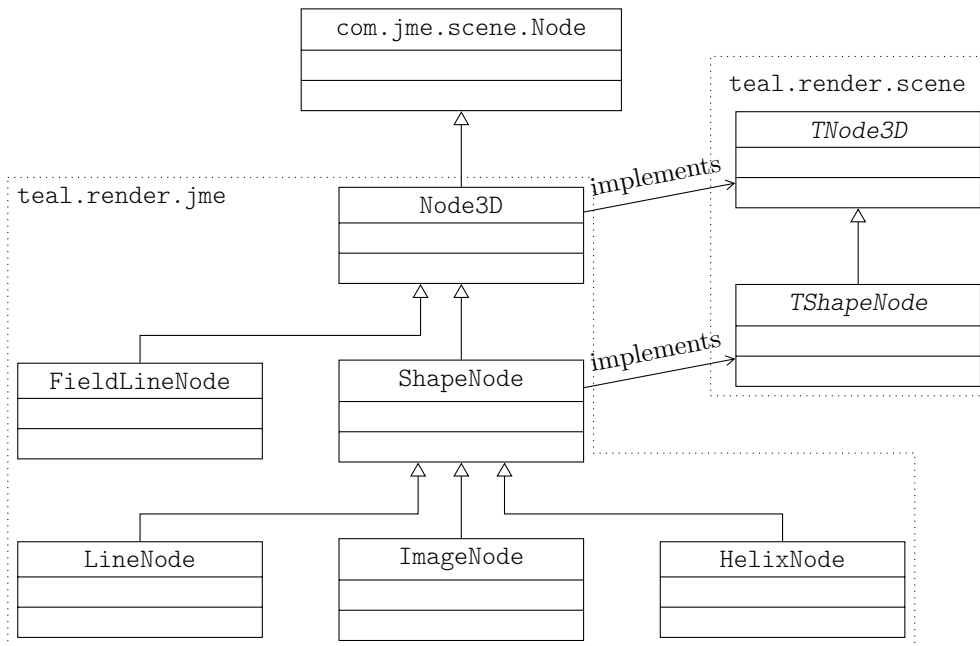 com.jme.scene.Node
teal.render.scene
TNode3D
implements
teal.render.jme
Node3D
TShapeNode
implements
FieldLineNode
ShapeNode
LineNode
ImageNode
HelixNode